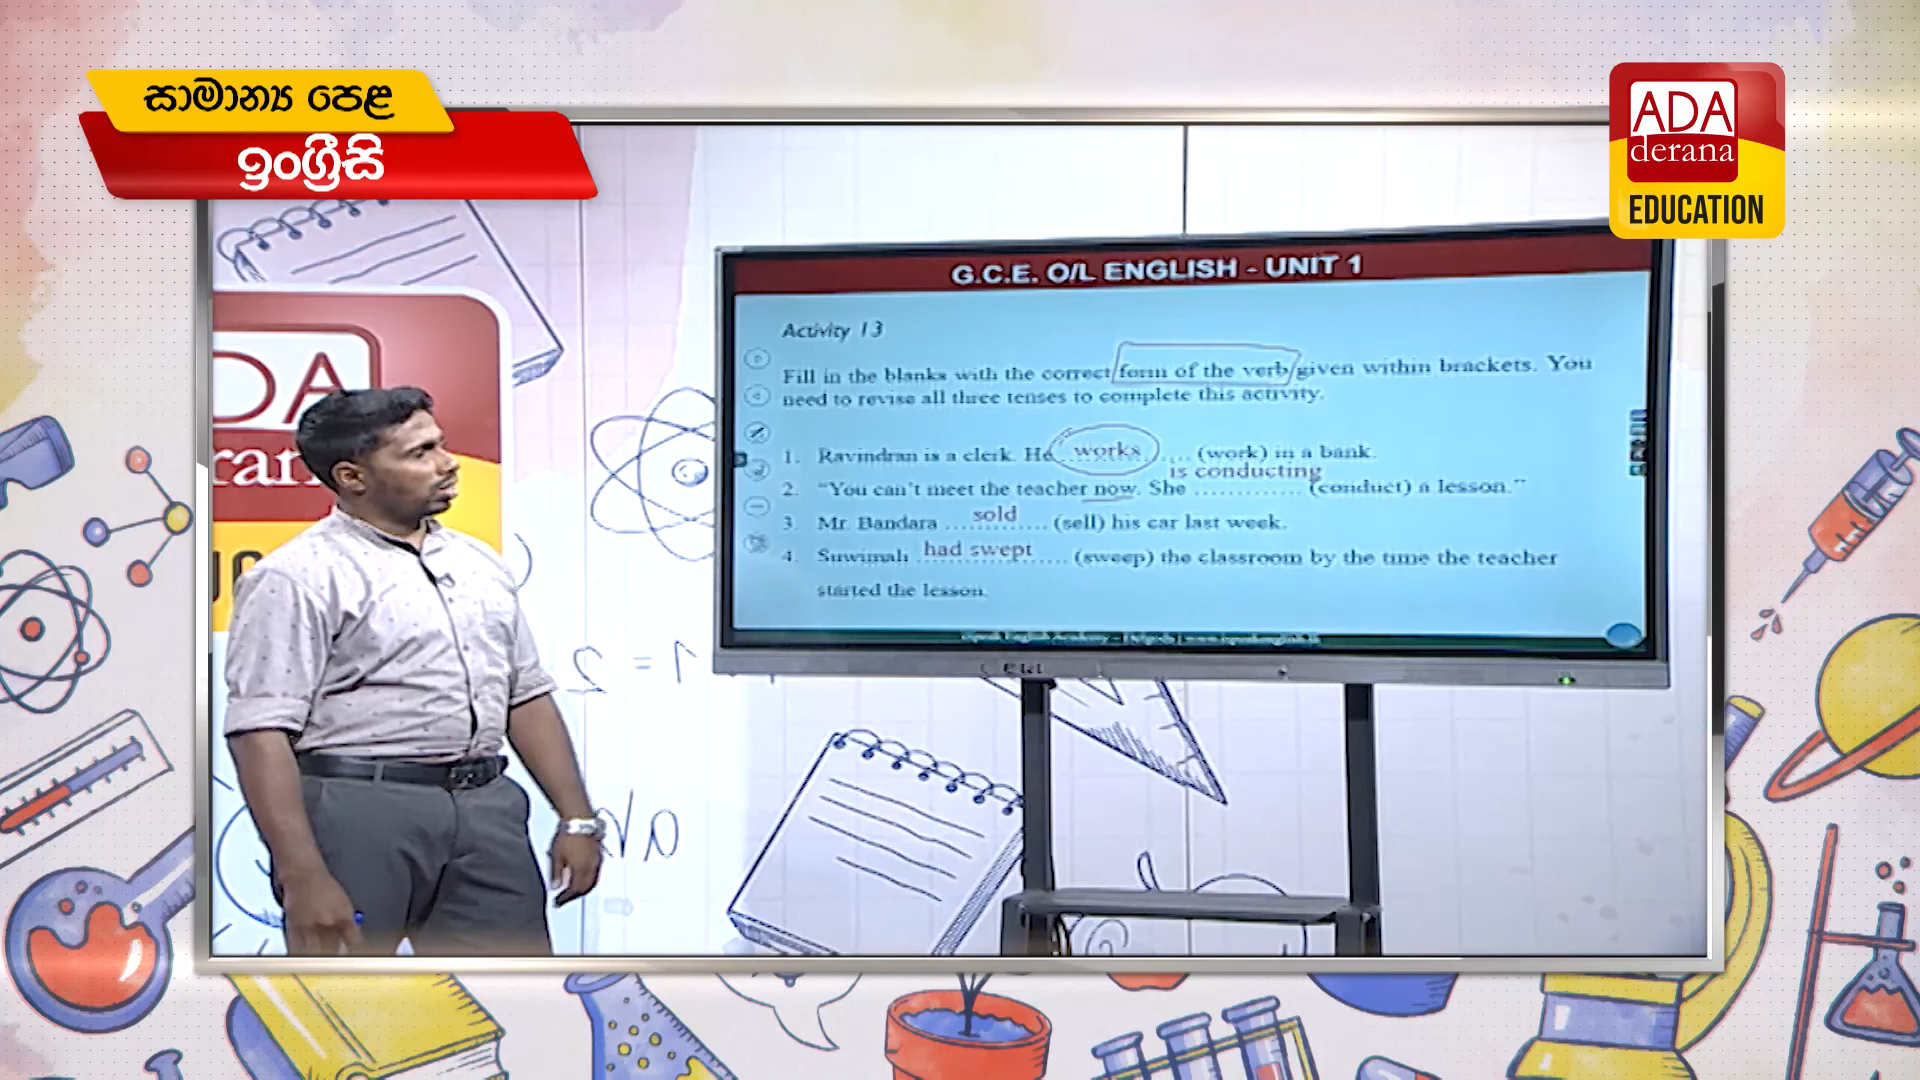 සාමාන්‍ය පෙළ
ඉංග්‍රීසි
ADA
derana
EDUCATION
G.C.E. O/L ENGLISH - UNIT 1
Activity 13
Fill in the blanks with the correct form of the verb given within brackets. You
need to revise all three tenses to complete this activity.
1. Ravindran is a clerk. He works .... (work) in a bank.
is conducting
2. "You can't meet the teacher now. She ............. (conduct) a lesson."
3. Mr. Bandara sold ............. (sell) his car last week.
4. Suwimali had swept .... (sweep) the classroom by the time the teacher
started the lesson.